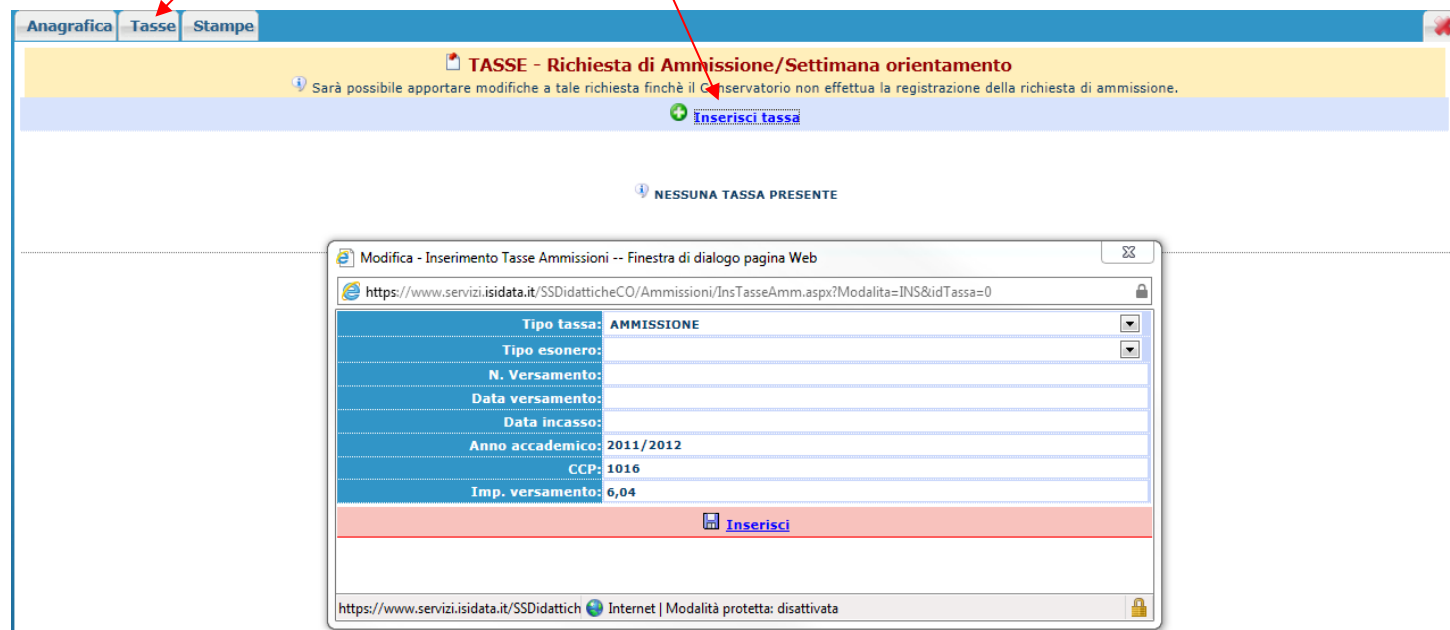 Anagrafica Tasse Stampe
TASSE - Richiesta di Ammissione/Settimana orientamento
Sarà possibile apportare modifiche a tale richiesta finchè il Conservatorio non effettua la registrazione della richiesta di ammissione.
Inserisci tassa
NESSUNA TASSA PRESENTE
Modifica - Inserimento Tasse Ammissioni -- Finestra di dialogo pagina Web
https://www.servizi.isidata.it/SSDidatticheCO/Ammissioni/InsTasseAmm.aspx?Modalita=INS&idTassa=0
Tipo tassa: AMMISSIONE
Tipo esonero:
N. Versamento:
Data versamento:
Data incasso:
Anno accademico: 2011/2012
CCP: 1016
Imp. versamento: 6,04
Inserisci
https://www.servizi.isidata.it/SSDidattich Internet | Modalità protetta: disattivata